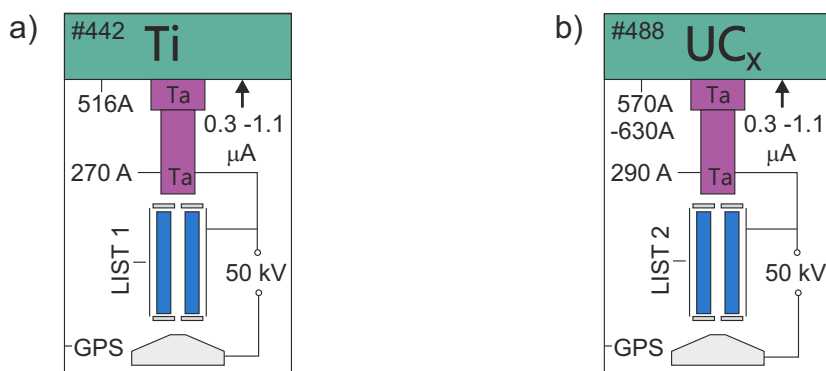 a)
#442 Ti
Ta
516A
0.3 -1.1
μA
270 A
Ta
LIST 1
50 kV
GPS
b)
#488 UCₓ
Ta
570A
-630A
0.3 -1.1
μA
290 A
Ta
LIST 2
50 kV
GPS